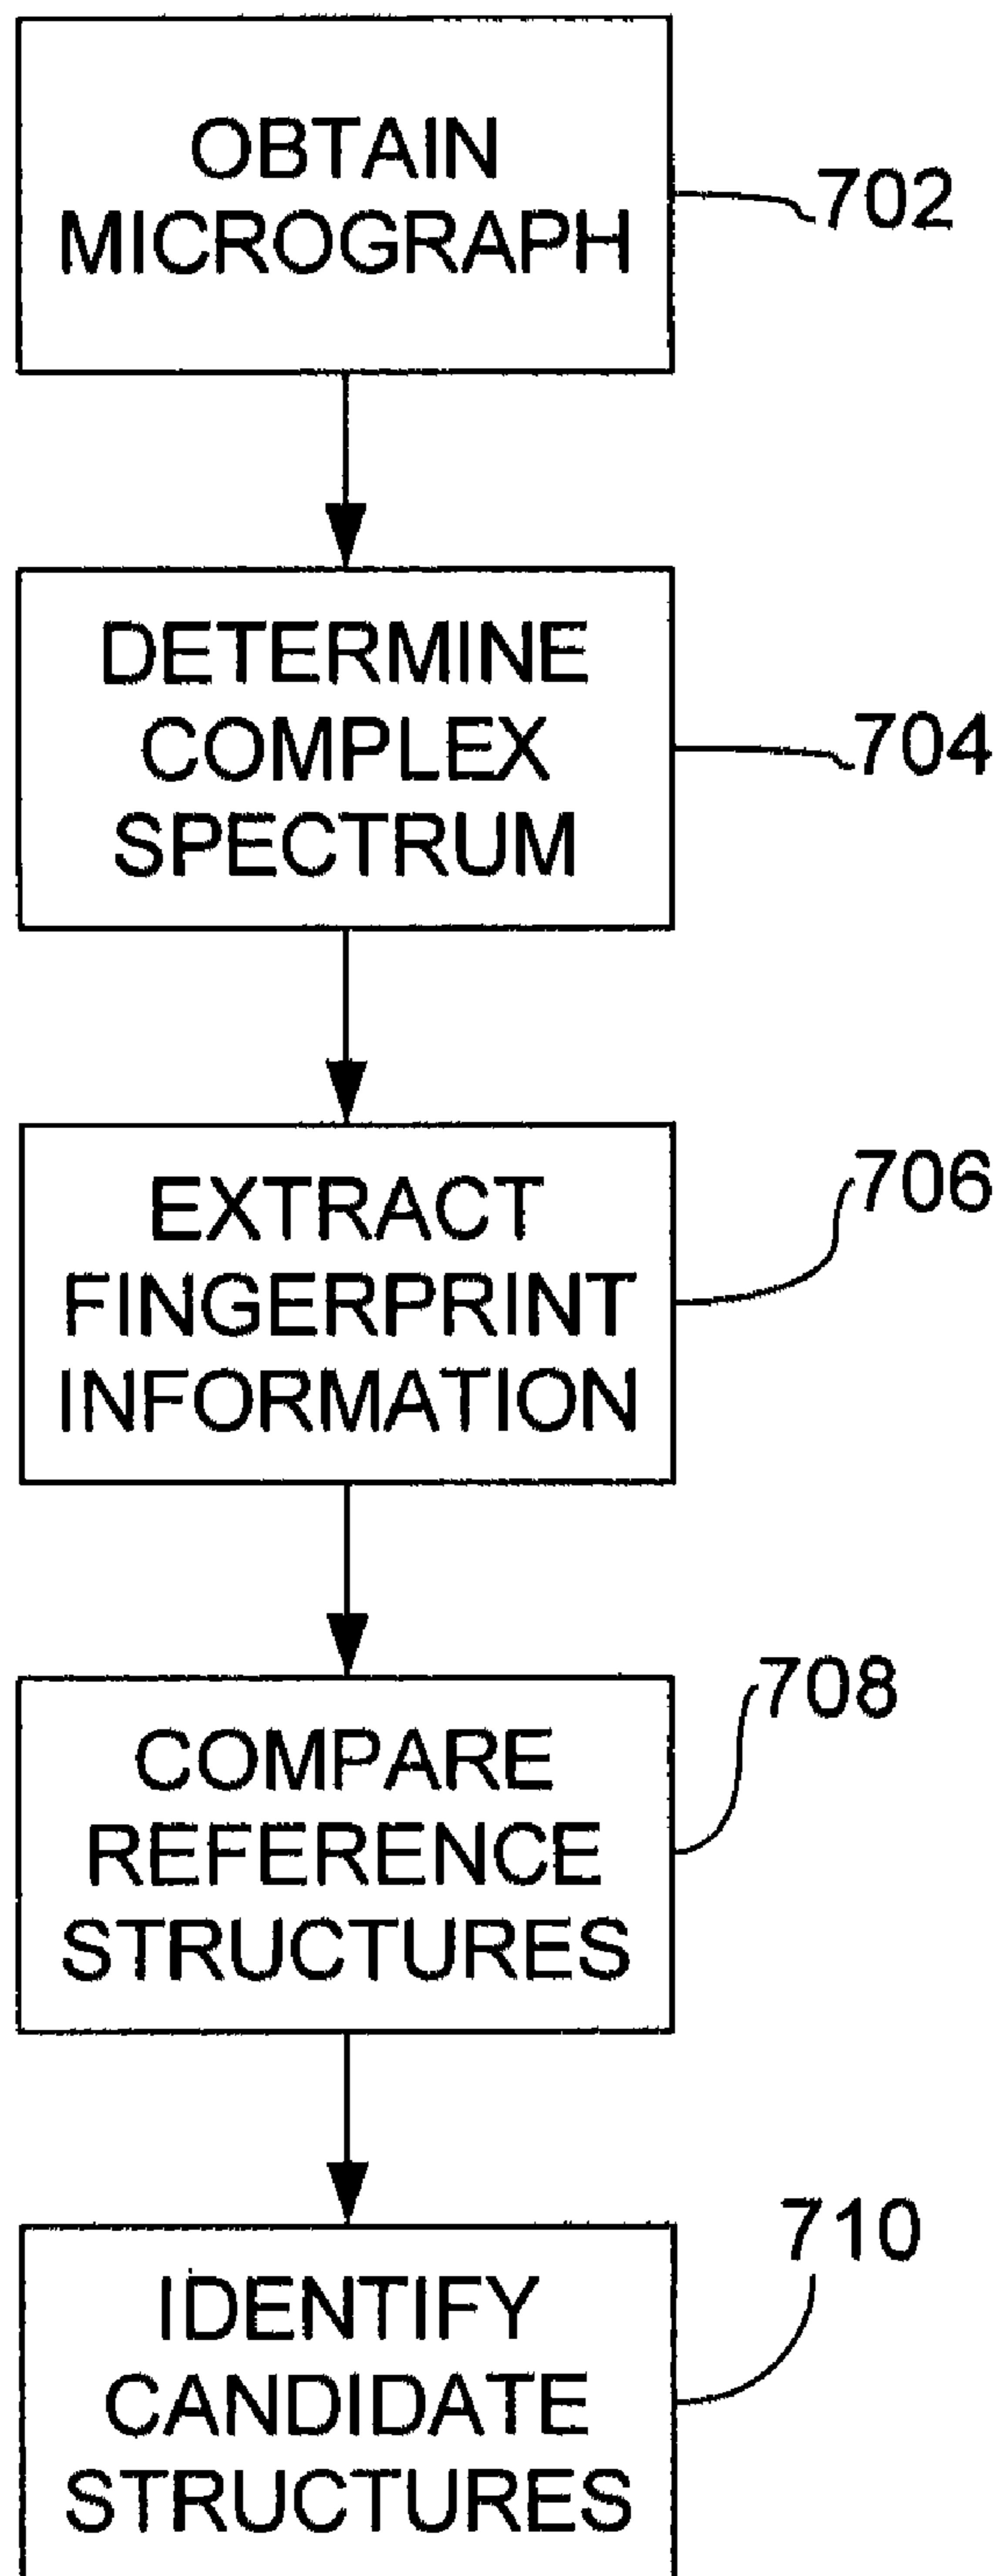 OBTAIN
MICROGRAPH
702
DETERMINE
COMPLEX
SPECTRUM
704
EXTRACT
FINGERPRINT
INFORMATION
706
COMPARE
REFERENCE
STRUCTURES
708
IDENTIFY
CANDIDATE
STRUCTURES
710